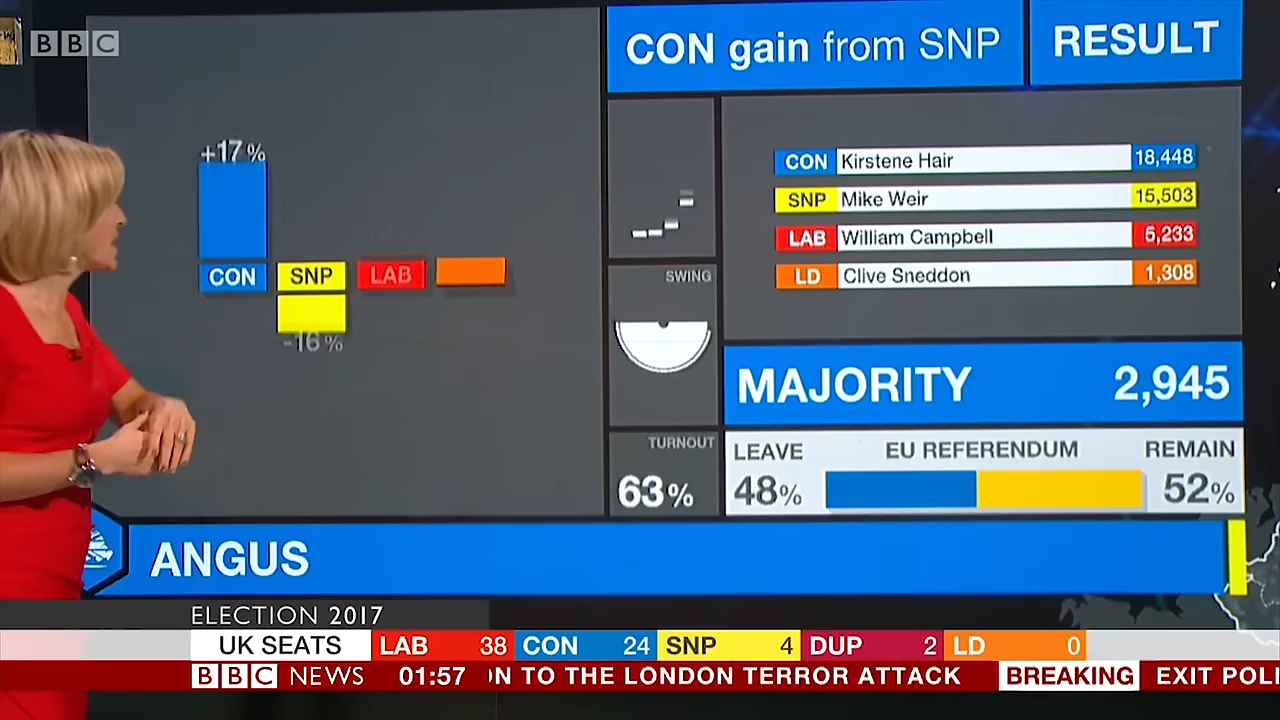 BBC
CON gain from SNP
RESULT
+17%
CON
SNP
LAB
-16%
CON Kirstene Hair 18,448
SNP Mike Weir 15,503
LAB William Campbell 5,233
LD Clive Sneddon 1,308
SWING
MAJORITY 2,945
TURNOUT
63%
LEAVE EU REFERENDUM REMAIN
48% 52%
ANGUS
ELECTION 2017
UK SEATS LAB 38 CON 24 SNP 4 DUP 2 LD 0
BBC NEWS 01:57 N TO THE LONDON TERROR ATTACK BREAKING EXIT POL